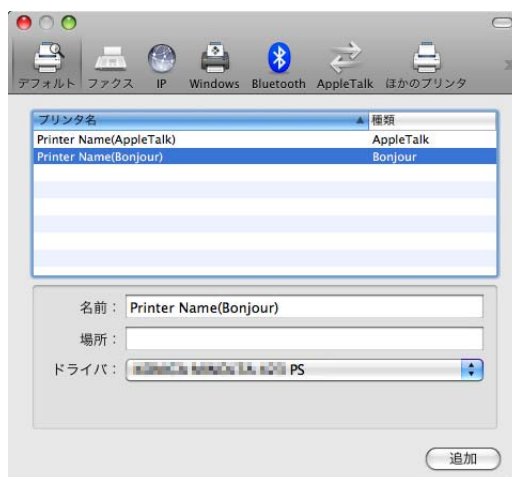 デフォルト ファクス IP Windows Bluetooth AppleTalk ほかのプリンタ
プリンタ名 種類
Printer Name(AppleTalk) AppleTalk
Printer Name(Bonjour) Bonjour
名前： Printer Name(Bonjour)
場所：
ドライバ： PS
追加